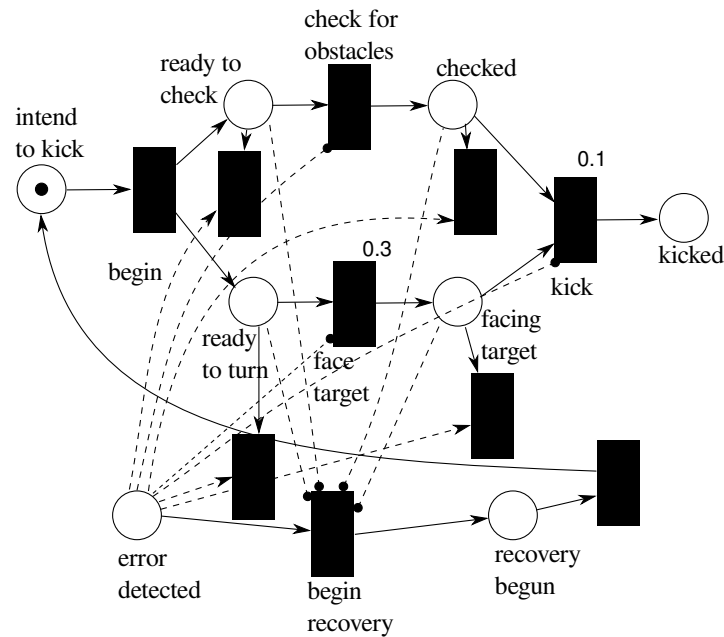 check for
obstacles
ready to
check
checked
intend
to kick
0.1
begin
0.3
kicked
kick
ready
to turn
face
target
facing
target
error
detected
begin
recovery
recovery
begun